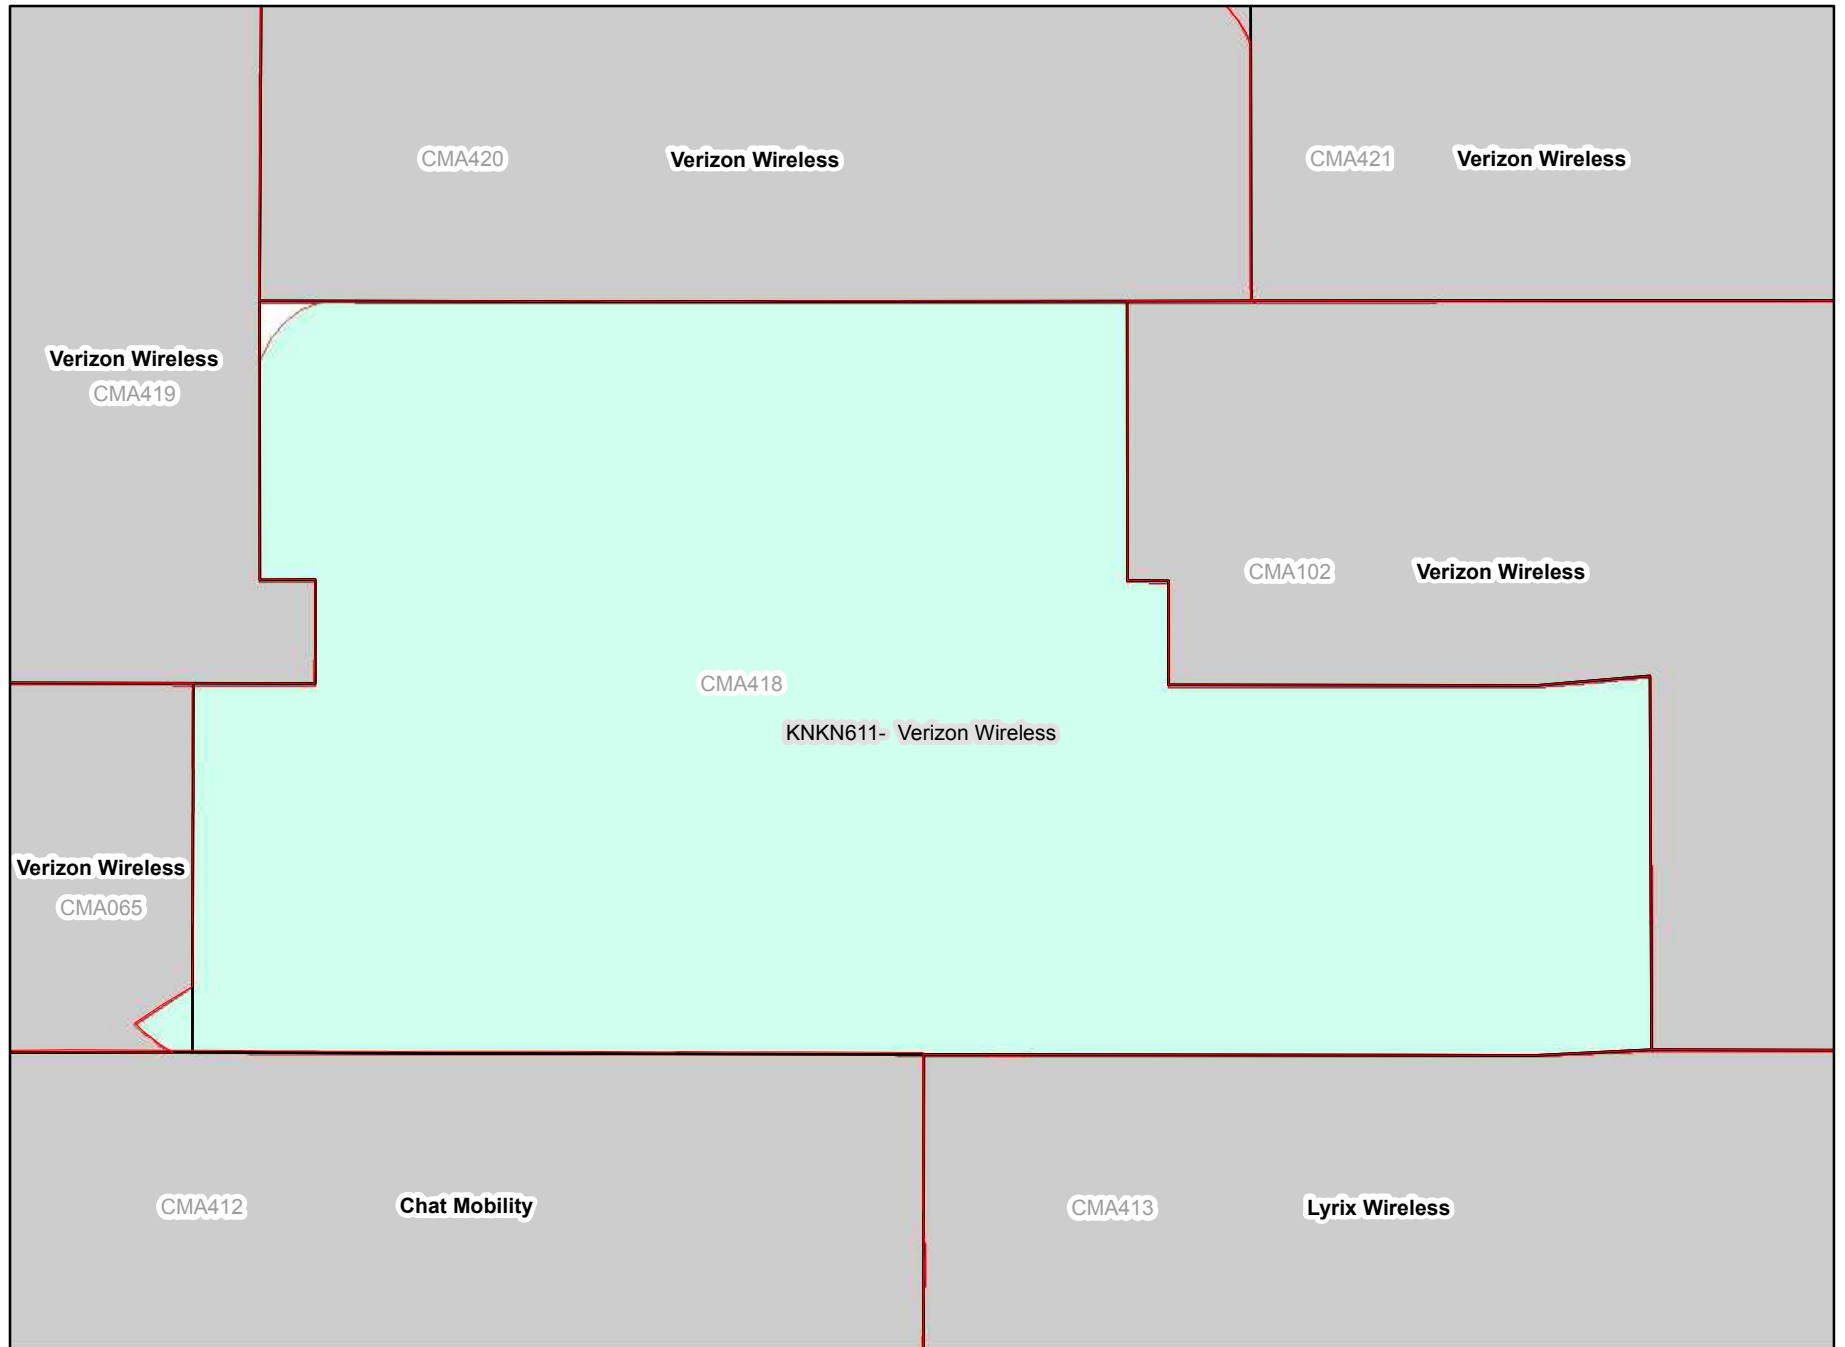 CMA420
Verizon Wireless
CMA421
Verizon Wireless
Verizon Wireless
CMA419
CMA102
Verizon Wireless
CMA418
KNKN611- Verizon Wireless
Verizon Wireless
CMA065
CMA412
Chat Mobility
CMA413
Lyrix Wireless